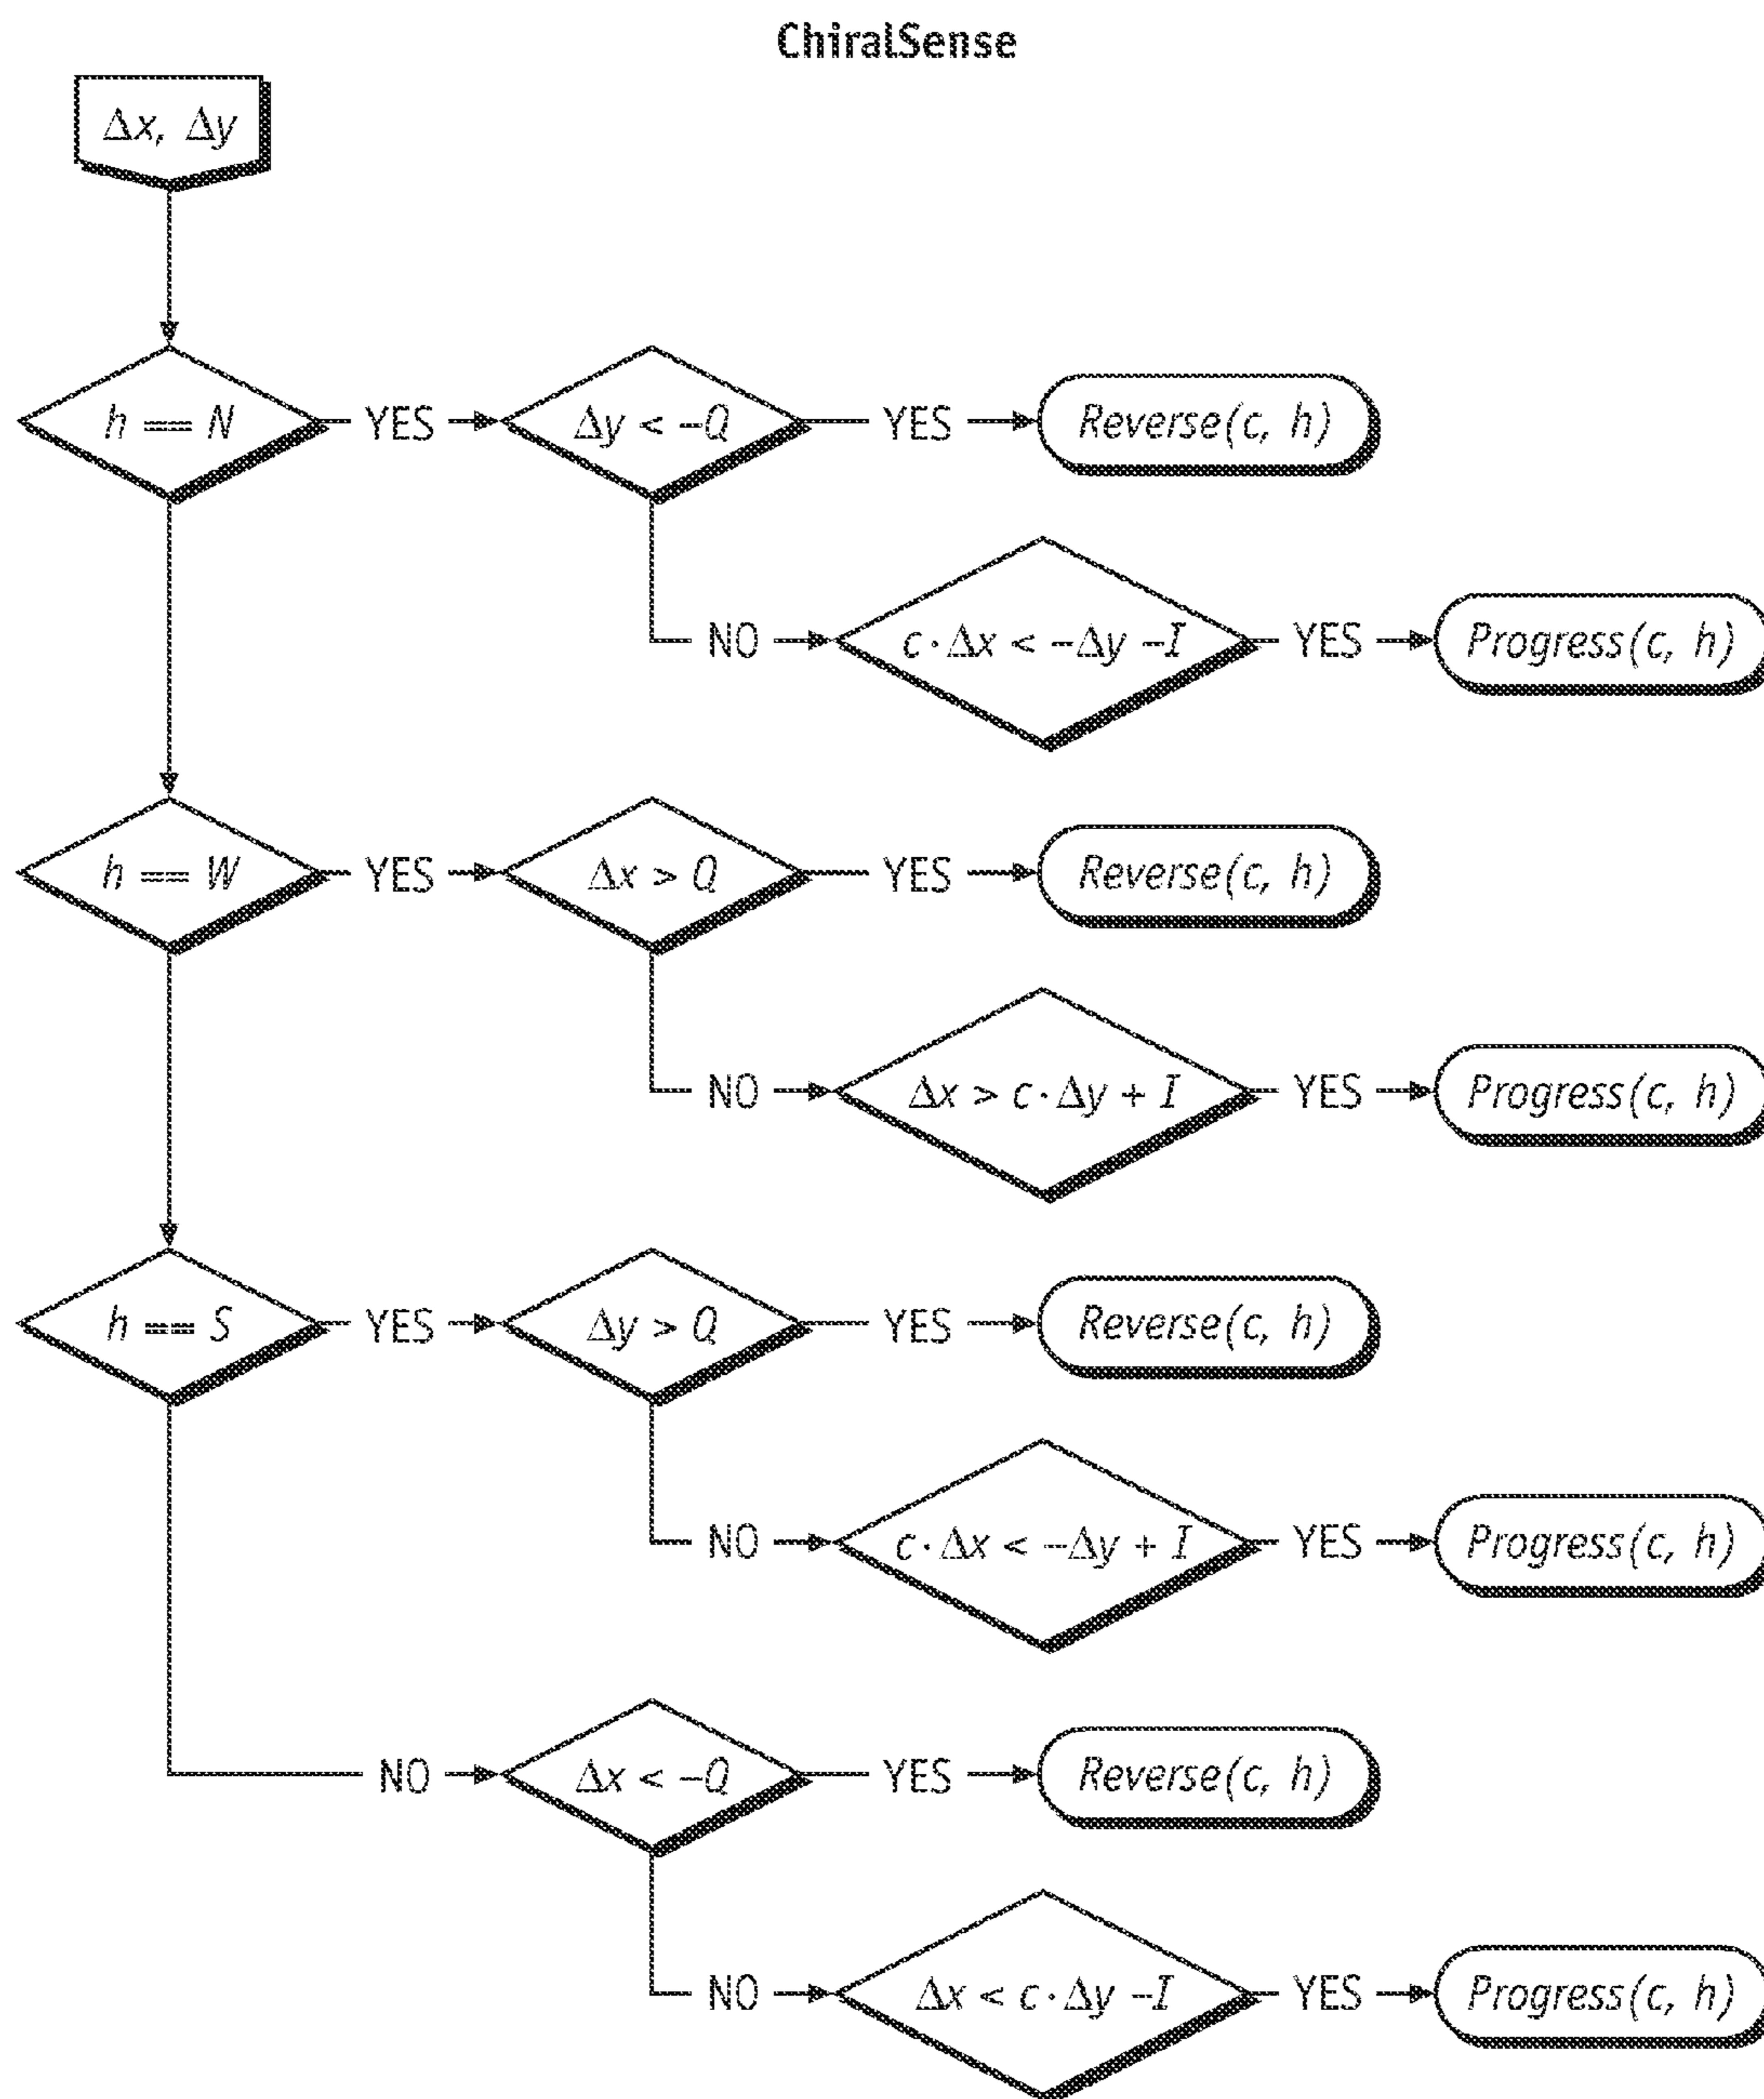 ChiralSense
Δx, Δy
h == N YES Δy < −Q YES Reverse(c, h)
NO c·Δx < −Δy −I YES Progress(c, h)
h == W YES Δx > Q YES Reverse(c, h)
NO Δx > c·Δy + I YES Progress(c, h)
h == S YES Δy > Q YES Reverse(c, h)
NO c·Δx < −Δy + I YES Progress(c, h)
NO Δx < −Q YES Reverse(c, h)
NO Δx < c·Δy −I YES Progress(c, h)